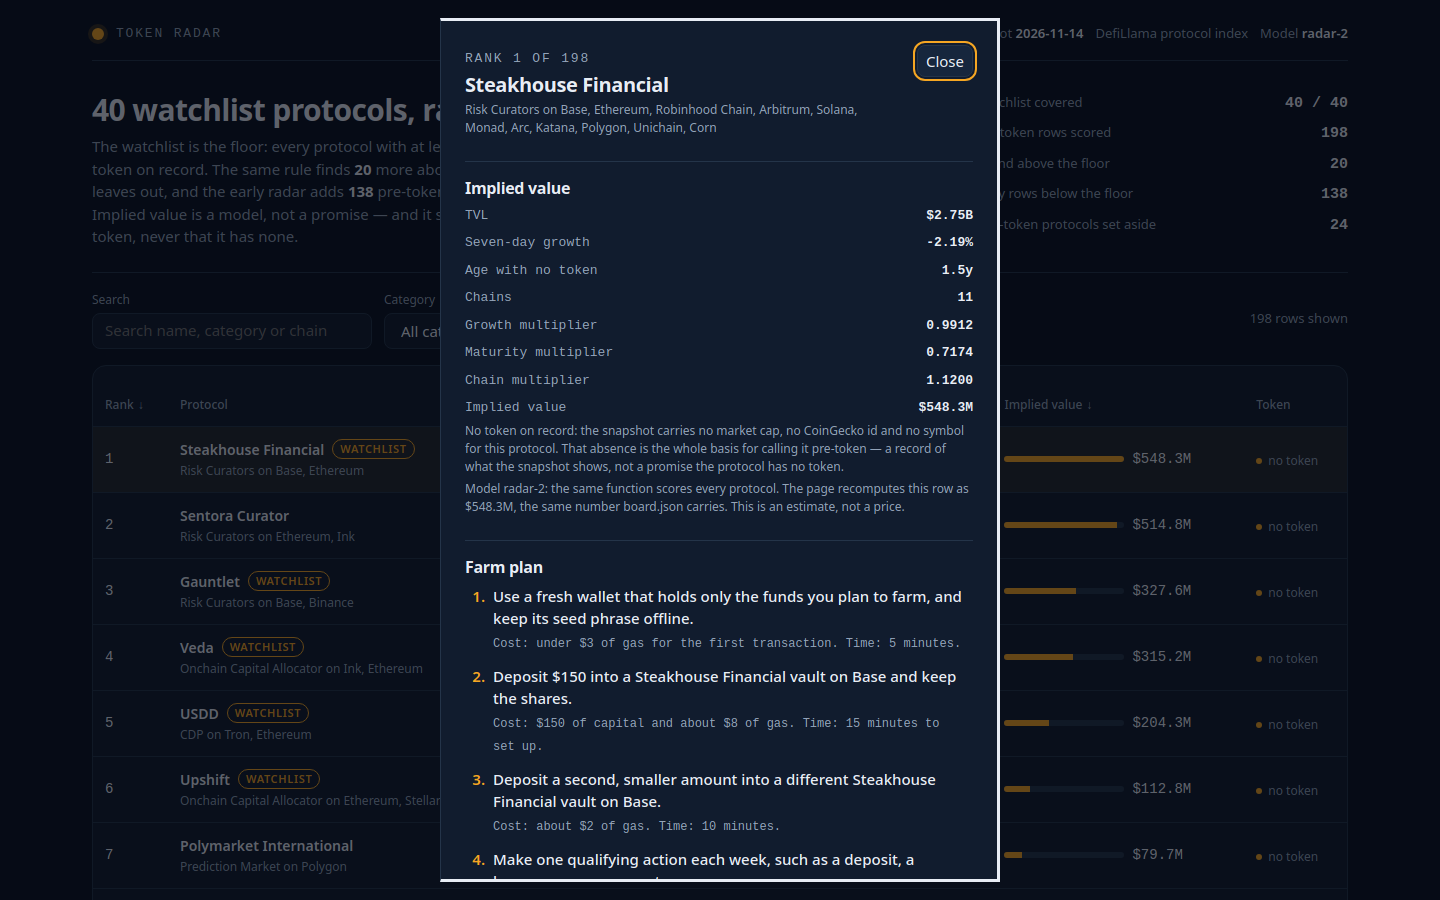 TOKEN RADAR
ot 2026-11-14 DefiLlama protocol index Model radar-2
40 watchlist protocols, ra
The watchlist is the floor: every protocol with at le
token on record. The same rule finds 20 more abo
leaves out, and the early radar adds 138 pre-token
Implied value is a model, not a promise — and it s
token, never that it has none.
chlist covered 40 / 40
token rows scored 198
nd above the floor 20
y rows below the floor 138
-token protocols set aside 24
Search
Search name, category or chain
Category
All cat
198 rows shown
Rank ↓ Protocol Implied value ↓ Token
1 Steakhouse Financial WATCHLIST $548.3M no token
Risk Curators on Base, Ethereum
2 Sentora Curator $514.8M no token
Risk Curators on Ethereum, Ink
3 Gauntlet WATCHLIST $327.6M no token
Risk Curators on Base, Binance
4 Veda WATCHLIST $315.2M no token
Onchain Capital Allocator on Ink, Ethereum
5 USDD WATCHLIST $204.3M no token
CDP on Tron, Ethereum
6 Upshift WATCHLIST $112.8M no token
Onchain Capital Allocator on Ethereum, Stellar
7 Polymarket International $79.7M no token
Prediction Market on Polygon
RANK 1 OF 198
Close
Steakhouse Financial
Risk Curators on Base, Ethereum, Robinhood Chain, Arbitrum, Solana,
Monad, Arc, Katana, Polygon, Unichain, Corn
Implied value
TVL $2.75B
Seven-day growth -2.19%
Age with no token 1.5y
Chains 11
Growth multiplier 0.9912
Maturity multiplier 0.7174
Chain multiplier 1.1200
Implied value $548.3M
No token on record: the snapshot carries no market cap, no CoinGecko id and no symbol
for this protocol. That absence is the whole basis for calling it pre-token — a record of
what the snapshot shows, not a promise the protocol has no token.
Model radar-2: the same function scores every protocol. The page recomputes this row as
$548.3M, the same number board.json carries. This is an estimate, not a price.
Farm plan
1. Use a fresh wallet that holds only the funds you plan to farm, and
keep its seed phrase offline.
Cost: under $3 of gas for the first transaction. Time: 5 minutes.
2. Deposit $150 into a Steakhouse Financial vault on Base and keep
the shares.
Cost: $150 of capital and about $8 of gas. Time: 15 minutes to
set up.
3. Deposit a second, smaller amount into a different Steakhouse
Financial vault on Base.
Cost: about $2 of gas. Time: 10 minutes.
4. Make one qualifying action each week, such as a deposit, a